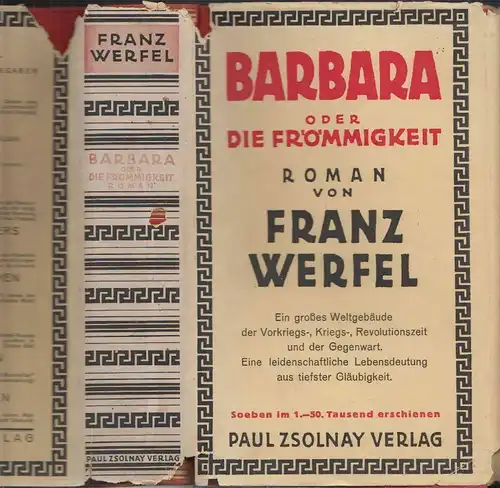 FRANZ
WERFEL
BARBARA
ODER
DIE FRÖMMIGKEIT
ROMAN
PAUL ZSOLNAY VERLAG
BARBARA
ODER
DIE FRÖMMIGKEIT
ROMAN
VON
FRANZ
WERFEL
Ein großes Weltgebäude
der Vorkriegs-, Kriegs-, Revolutionszeit
und der Gegenwart.
Eine leidenschaftliche Lebensdeutung
aus tiefster Gläubigkeit.
Soeben im 1.—50. Tausend erschienen
PAUL ZSOLNAY VERLAG